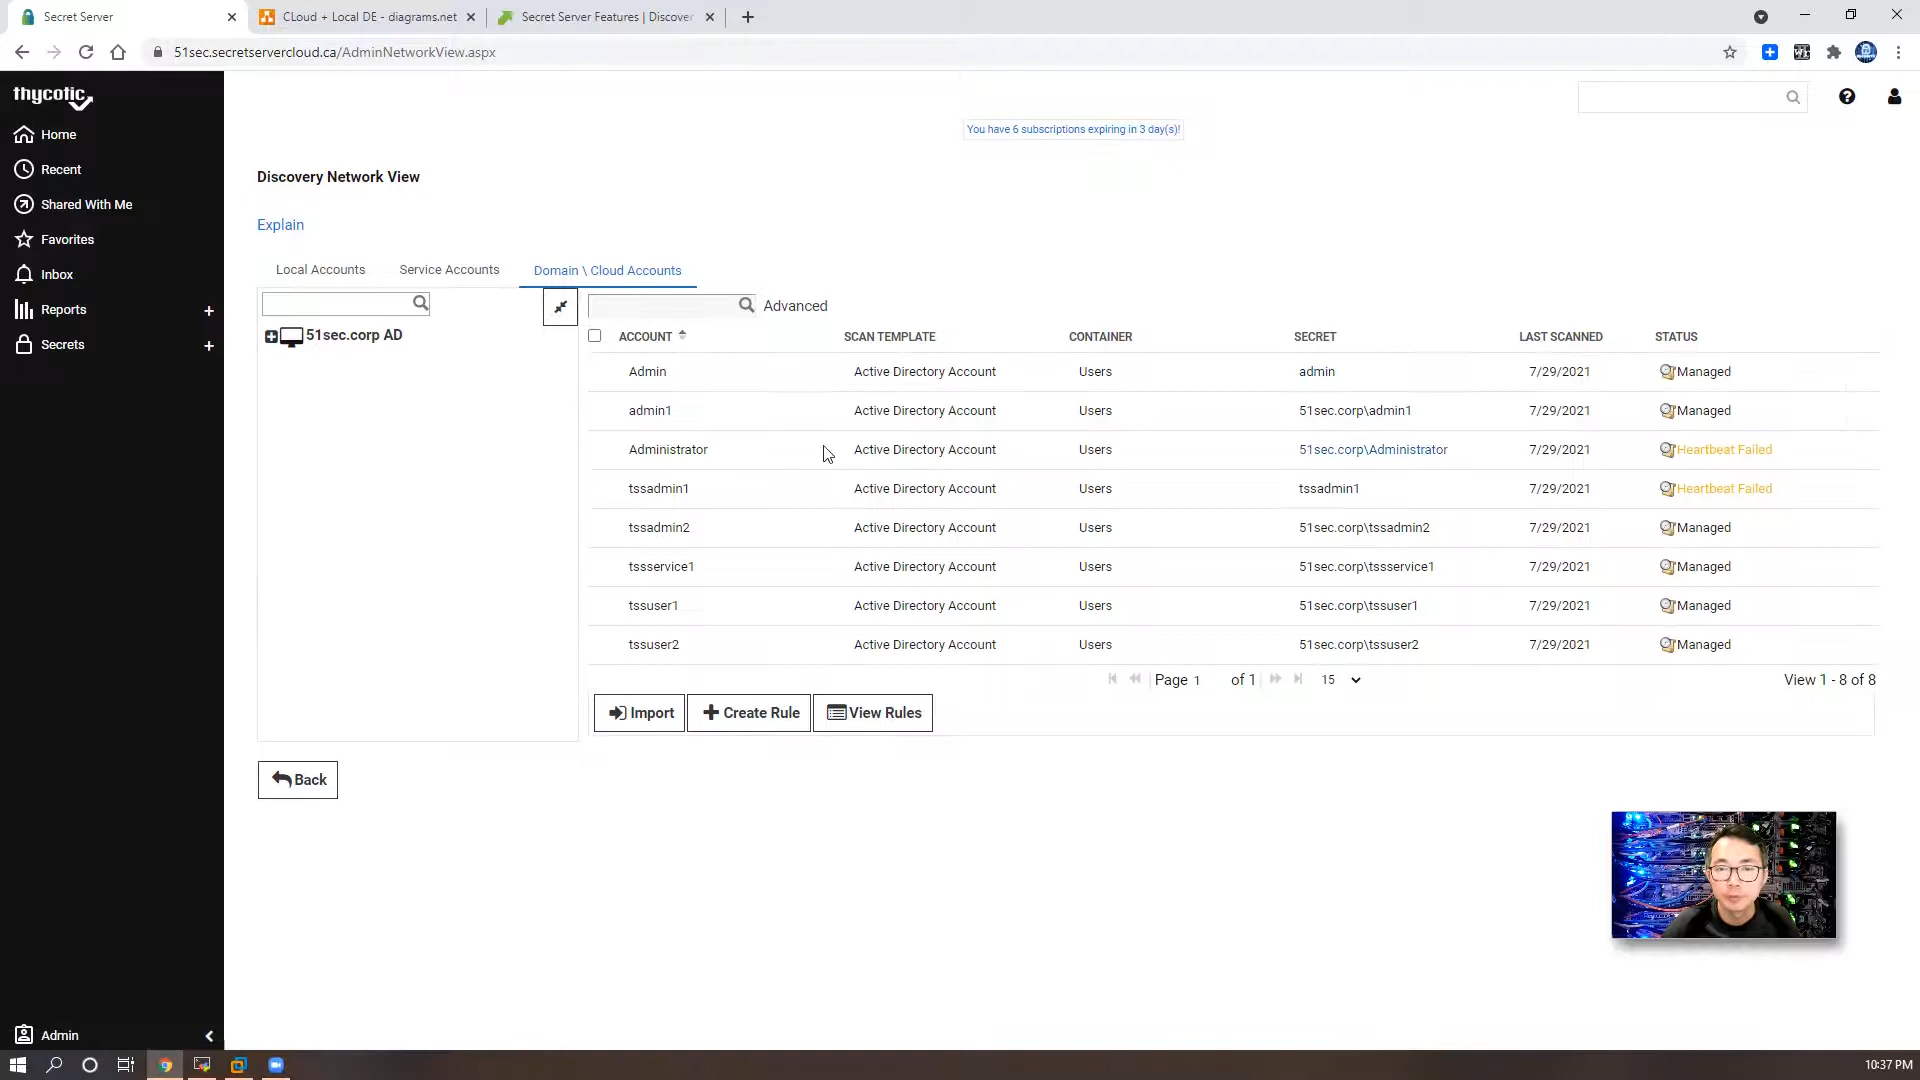 Secret Server
CLoud + Local DE - diagrams.net
Secret Server Features | Discover
51sec.secretservercloud.ca/AdminNetworkView.aspx
thycotic
Home
Recent
Shared With Me
Favorites
Inbox
Reports
Secrets
Admin
You have 6 subscriptions expiring in 3 day(s)!
Discovery Network View
Explain
Local Accounts Service Accounts Domain \ Cloud Accounts
51sec.corp AD
Advanced
ACCOUNT SCAN TEMPLATE CONTAINER SECRET LAST SCANNED STATUS
Admin Active Directory Account Users admin 7/29/2021 Managed
admin1 Active Directory Account Users 51sec.corp\admin1 7/29/2021 Managed
Administrator Active Directory Account Users 51sec.corp\Administrator 7/29/2021 Heartbeat Failed
tssadmin1 Active Directory Account Users tssadmin1 7/29/2021 Heartbeat Failed
tssadmin2 Active Directory Account Users 51sec.corp\tssadmin2 7/29/2021 Managed
tssservice1 Active Directory Account Users 51sec.corp\tssservice1 7/29/2021 Managed
tssuser1 Active Directory Account Users 51sec.corp\tssuser1 7/29/2021 Managed
tssuser2 Active Directory Account Users 51sec.corp\tssuser2 7/29/2021 Managed
Page 1 of 1 15 View 1 - 8 of 8
Import Create Rule View Rules
Back
10:37 PM